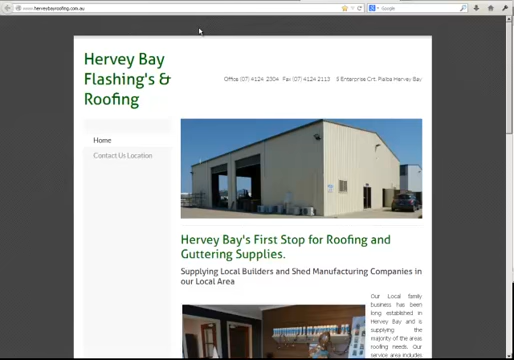 www.herveybayroofing.com.au
Google
Hervey Bay
Flashing's &
Roofing
Office (07) 4124 2304 Fax (07) 4124 2113 5 Enterprise Crt, Pialba Hervey Bay
Home
Contact Us Location
Hervey Bay's First Stop for Roofing and
Guttering Supplies.
Supplying Local Builders and Shed Manufacturing Companies in
our Local Area
Our Local family
business has been
long established in
Hervey Bay and is
supplying the
majority of the areas
roofing needs. Our
service area includes